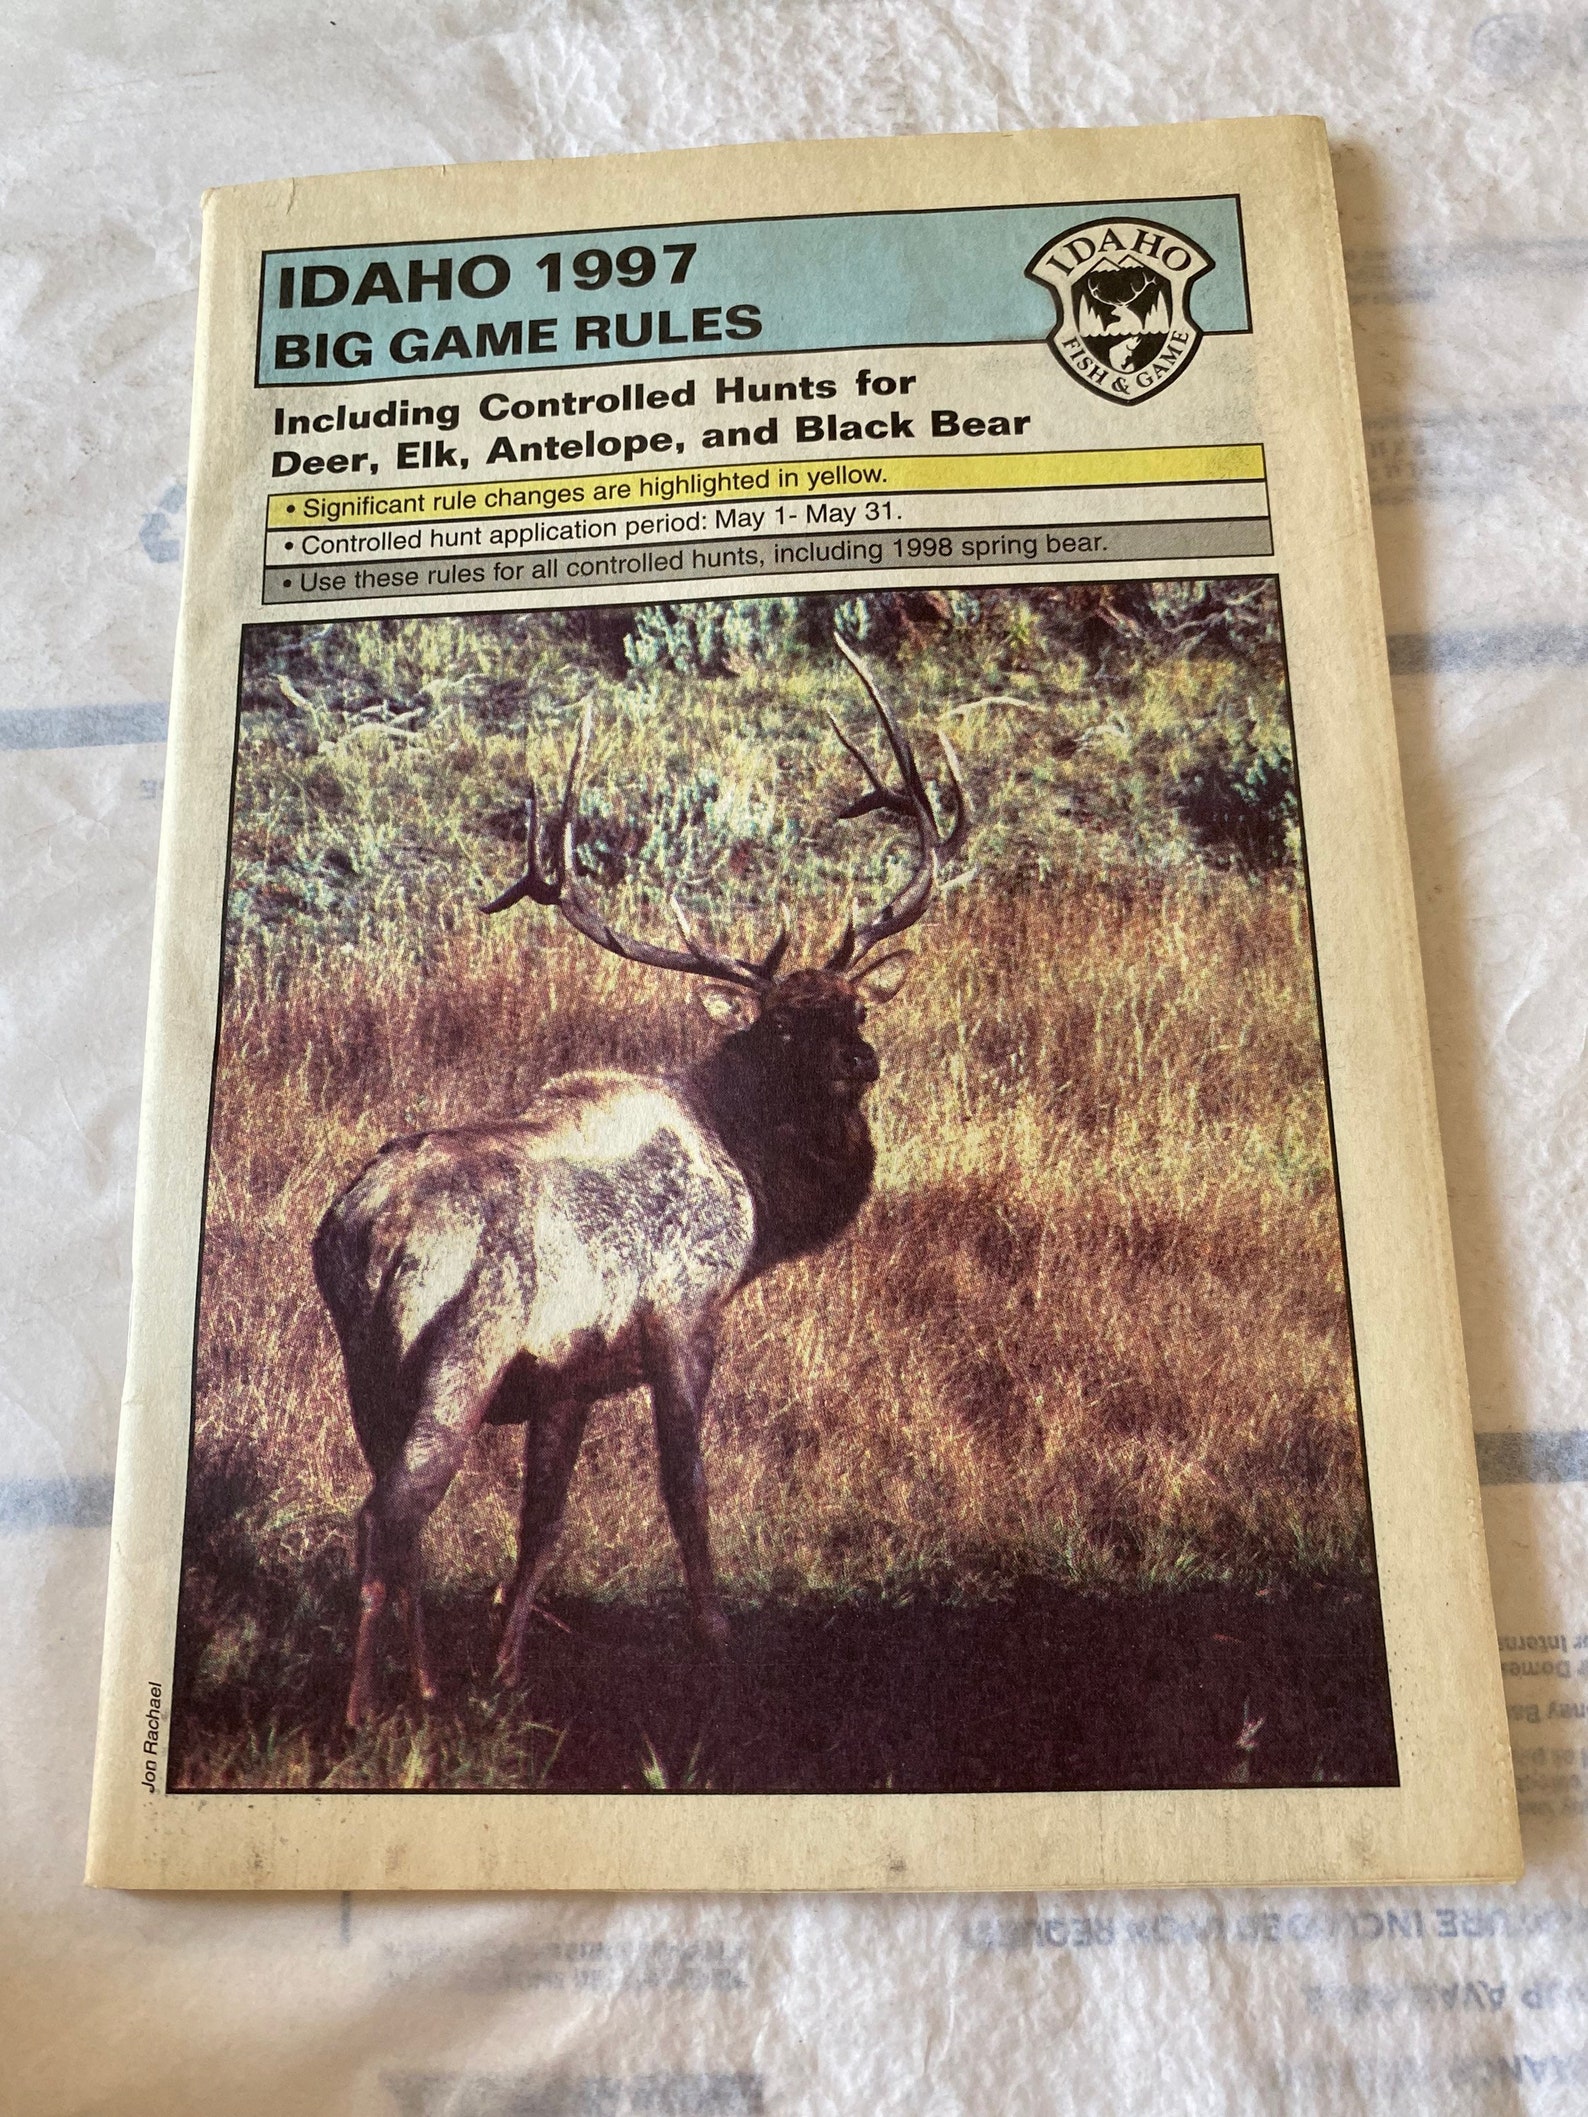 IDAHO 1997
BIG GAME RULES
IDAHO
FISH & GAME
Including Controlled Hunts for
Deer, Elk, Antelope, and Black Bear
• Significant rule changes are highlighted in yellow.
• Controlled hunt application period: May 1- May 31.
• Use these rules for all controlled hunts, including 1998 spring bear.
Jon Rachael